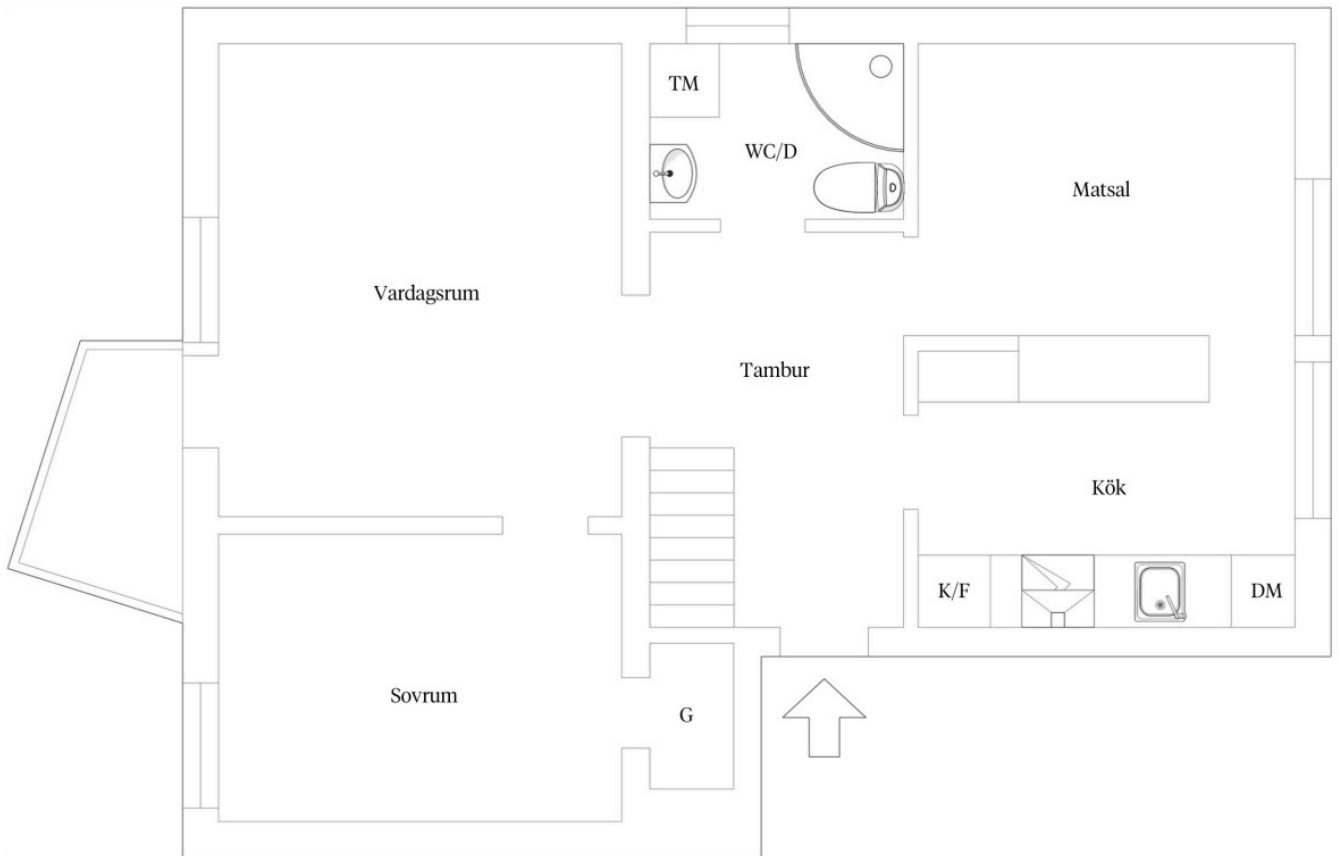 TM
WC/D
Matsal
Vardagsrum
Tambur
Kök
K/F
DM
Sovrum
G